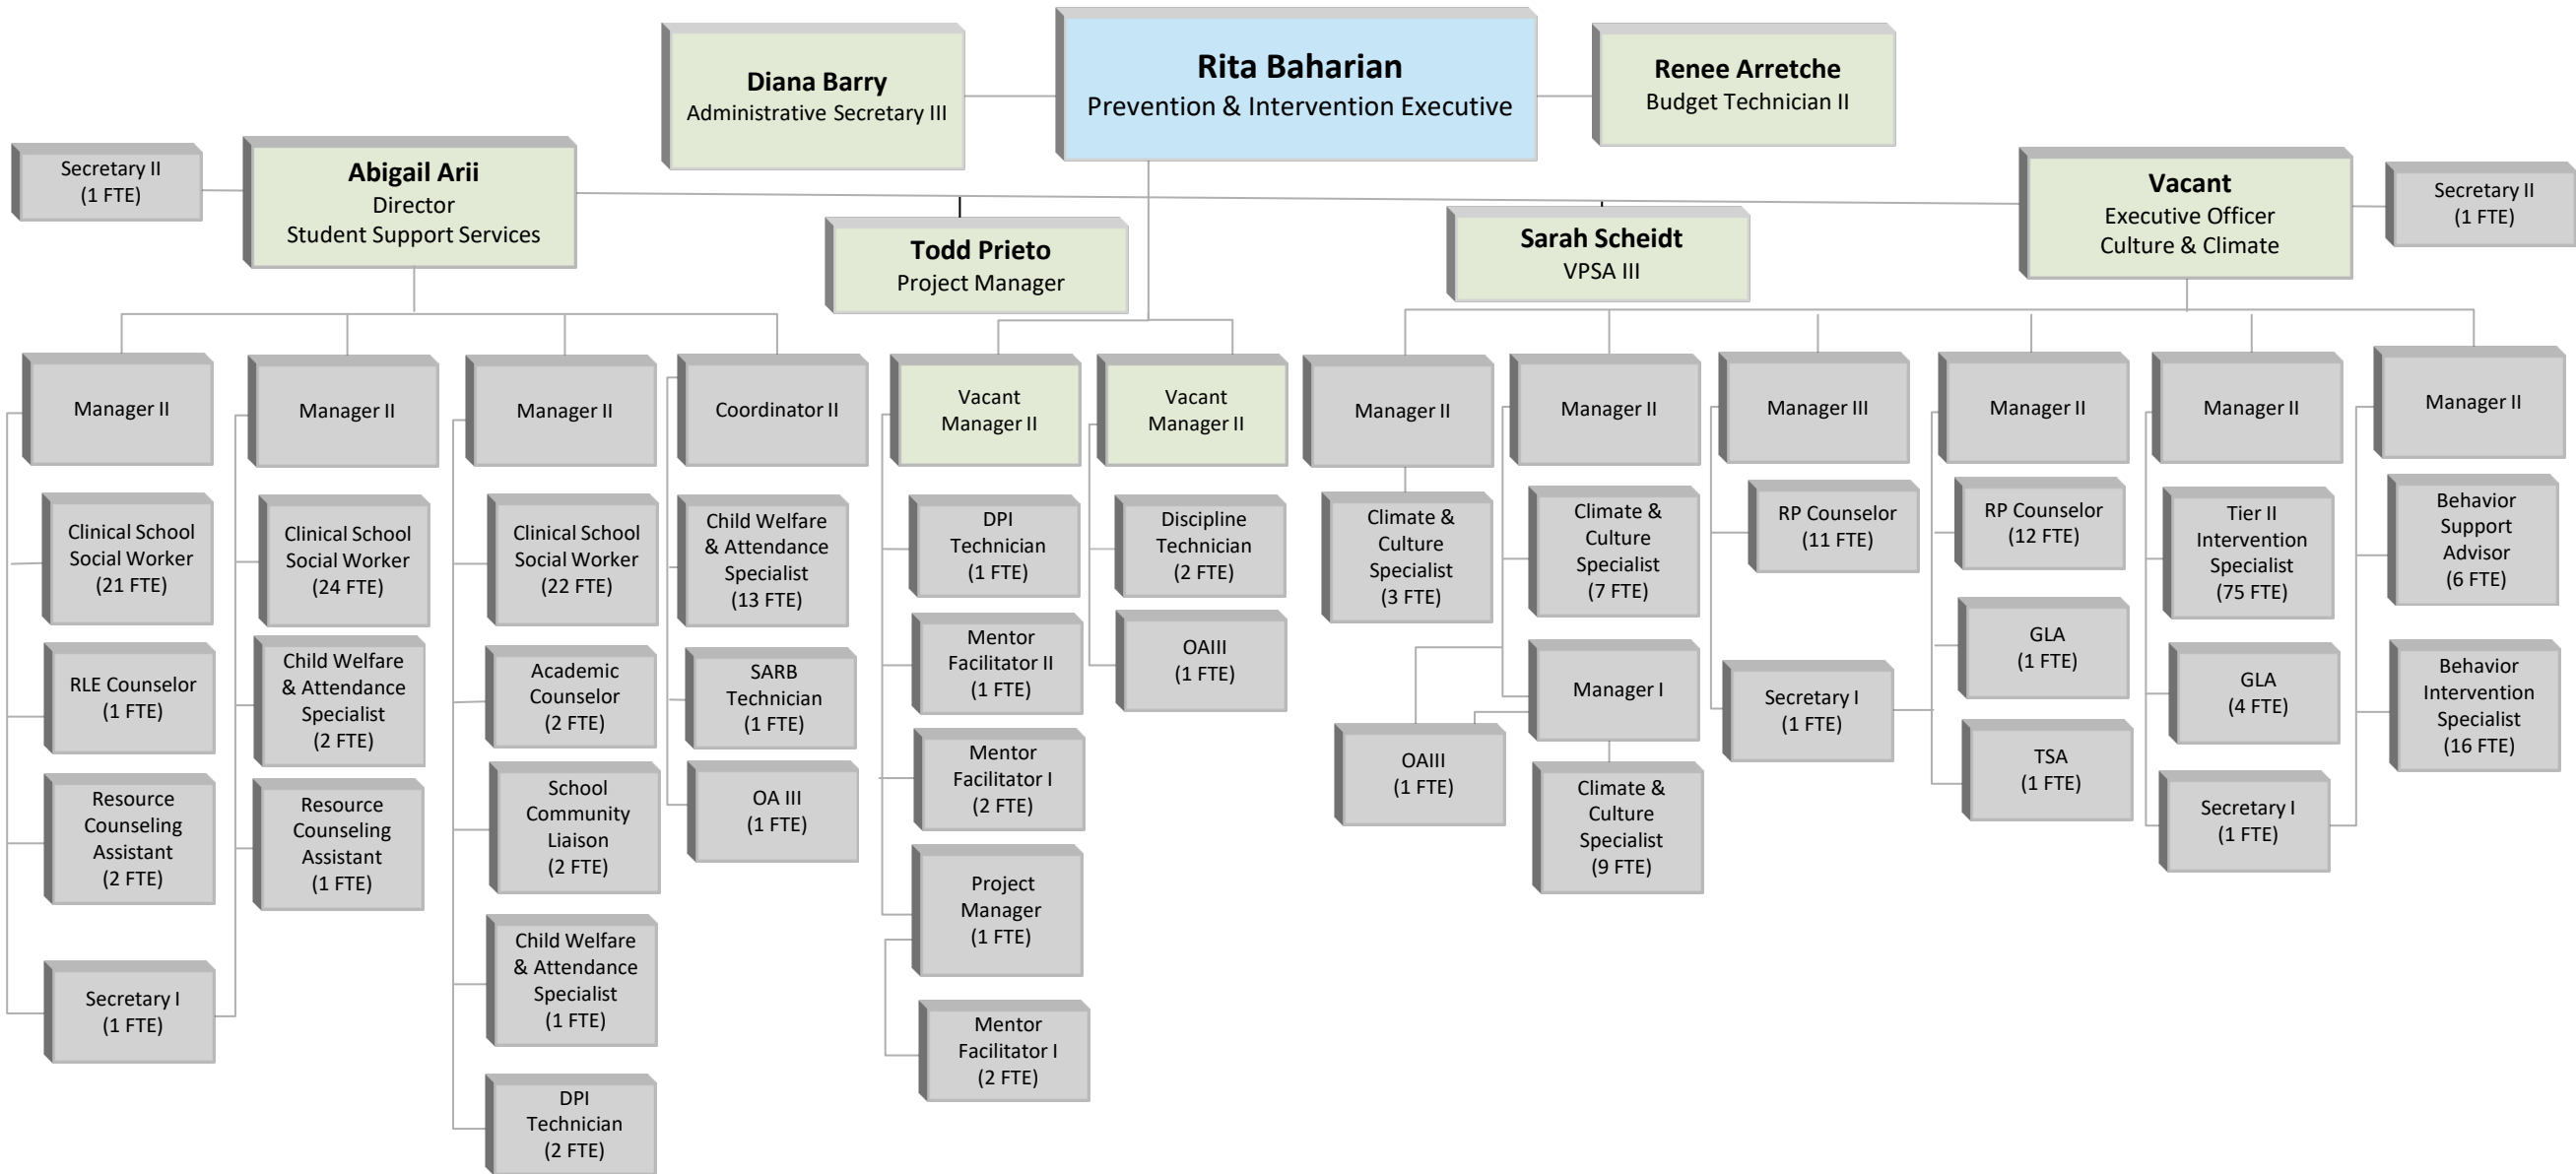 Rita Baharian
Prevention & Intervention Executive
Diana Barry
Administrative Secretary III
Renee Arretche
Budget Technician II
Secretary II
(1 FTE)
Abigail Arii
Director
Student Support Services
Todd Prieto
Project Manager
Sarah Scheidt
VPSA III
Vacant
Executive Officer
Culture & Climate
Secretary II
(1 FTE)
Manager II
Clinical School
Social Worker
(21 FTE)
RLE Counselor
(1 FTE)
Resource
Counseling
Assistant
(2 FTE)
Secretary I
(1 FTE)
Manager II
Clinical School
Social Worker
(24 FTE)
Child Welfare
& Attendance
Specialist
(2 FTE)
Resource
Counseling
Assistant
(1 FTE)
Manager II
Clinical School
Social Worker
(22 FTE)
Academic
Counselor
(2 FTE)
School
Community
Liaison
(2 FTE)
Child Welfare
& Attendance
Specialist
(1 FTE)
DPI
Technician
(2 FTE)
Coordinator II
Child Welfare
& Attendance
Specialist
(13 FTE)
SARB
Technician
(1 FTE)
OA III
(1 FTE)
Vacant
Manager II
DPI
Technician
(1 FTE)
Mentor
Facilitator II
(1 FTE)
Mentor
Facilitator I
(2 FTE)
Project
Manager
(1 FTE)
Mentor
Facilitator I
(2 FTE)
Vacant
Manager II
Discipline
Technician
(2 FTE)
OAIII
(1 FTE)
Manager II
Climate &
Culture
Specialist
(3 FTE)
OAIII
(1 FTE)
Manager II
Climate &
Culture
Specialist
(7 FTE)
Manager I
Climate &
Culture
Specialist
(9 FTE)
Manager III
RP Counselor
(11 FTE)
Secretary I
(1 FTE)
Manager II
RP Counselor
(12 FTE)
GLA
(1 FTE)
TSA
(1 FTE)
Manager II
Tier II
Intervention
Specialist
(75 FTE)
GLA
(4 FTE)
Secretary I
(1 FTE)
Manager II
Behavior
Support
Advisor
(6 FTE)
Behavior
Intervention
Specialist
(16 FTE)